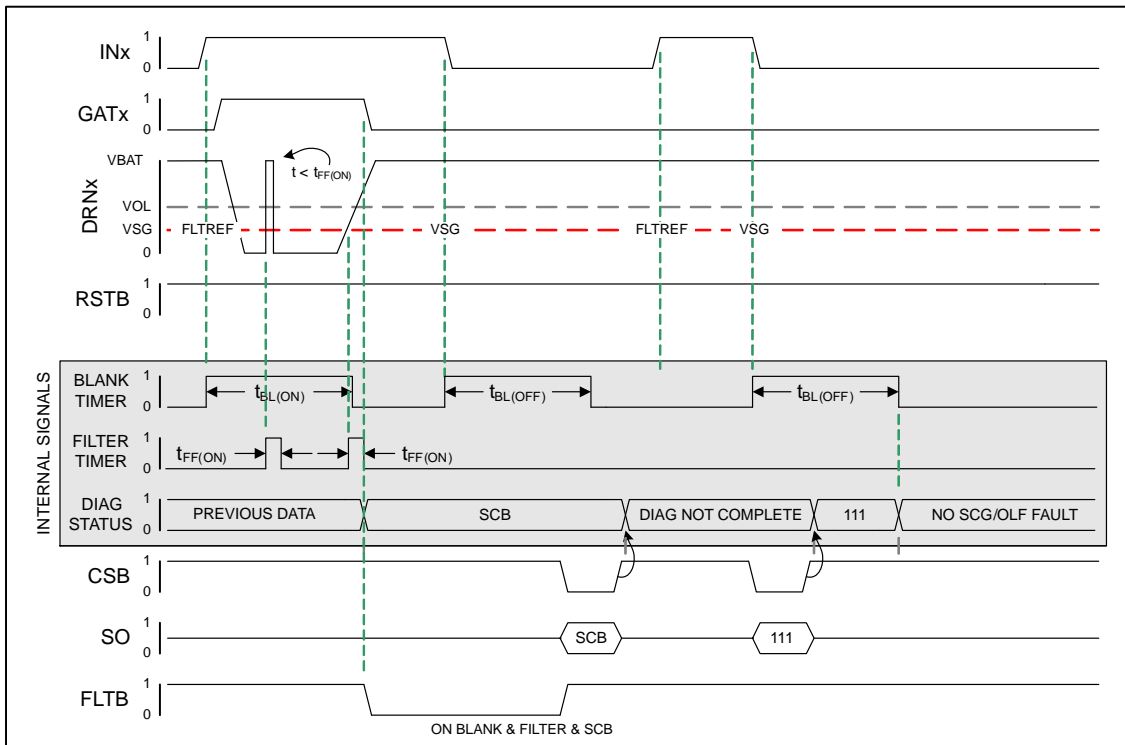 INx
1
0
GATx
1
0
DRNx
VBAT
t < tFF(ON)
VOL
VSG
FLTREF
VSG
FLTREF
VSG
0
RSTB
1
0
INTERNAL SIGNALS
BLANK
TIMER
1
0
tBL(ON)
tBL(OFF)
tBL(OFF)
FILTER
TIMER
1
0
tFF(ON)
tFF(ON)
DIAG
STATUS
1
0
PREVIOUS DATA
SCB
DIAG NOT COMPLETE
111
NO SCG/OLF FAULT
CSB
1
0
SO
1
0
SCB
111
FLTB
1
0
ON BLANK & FILTER & SCB